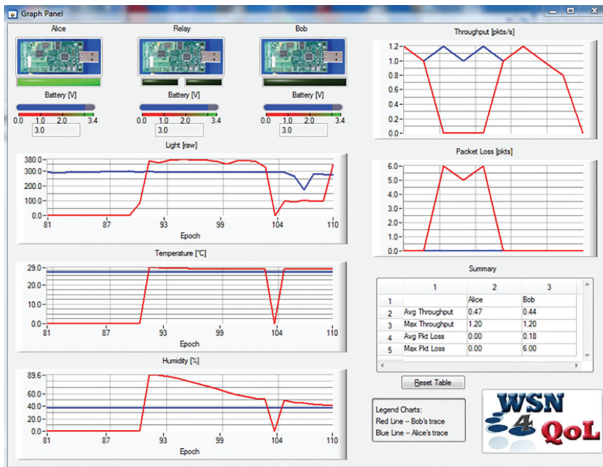 Graph Panel
Alice Relay Bob
Battery [V] Battery [V] Battery [V]
0.0 1.0 2.0 3.4 0.0 1.0 2.0 3.4 0.0 1.0 2.0 3.4
3.0 3.0 3.0
Light [raw]
380.0
300.0
200.0
100.0
0.0
81 87 90 104 110
Epoch
Temperature [°C]
29.0
20.0
10.0
0.0
81 87 93 98 104 110
Epoch
Humidity [%]
89.6
60.0
40.0
20.0
0.0
81 87 93 99 104 110
Epoch
Throughput [pkts/s]
1.2
1.0
0.8
0.6
0.4
0.2
0.0
Packet Loss [pkts]
6.0
5.0
4.0
3.0
2.0
1.0
0.0
Summary
1 2 3
1 Alice Bob
2 Avg Throughput 0.47 0.44
3 Max Throughput 1.20 1.20
4 Avg Pkt Loss 0.00 0.18
5 Max Pkt Loss 0.00 6.00
Reset Table
Legend Charts:
Red Line -- Bob's trace
Blue Line -- Alice's trace
WSN
4
QoL